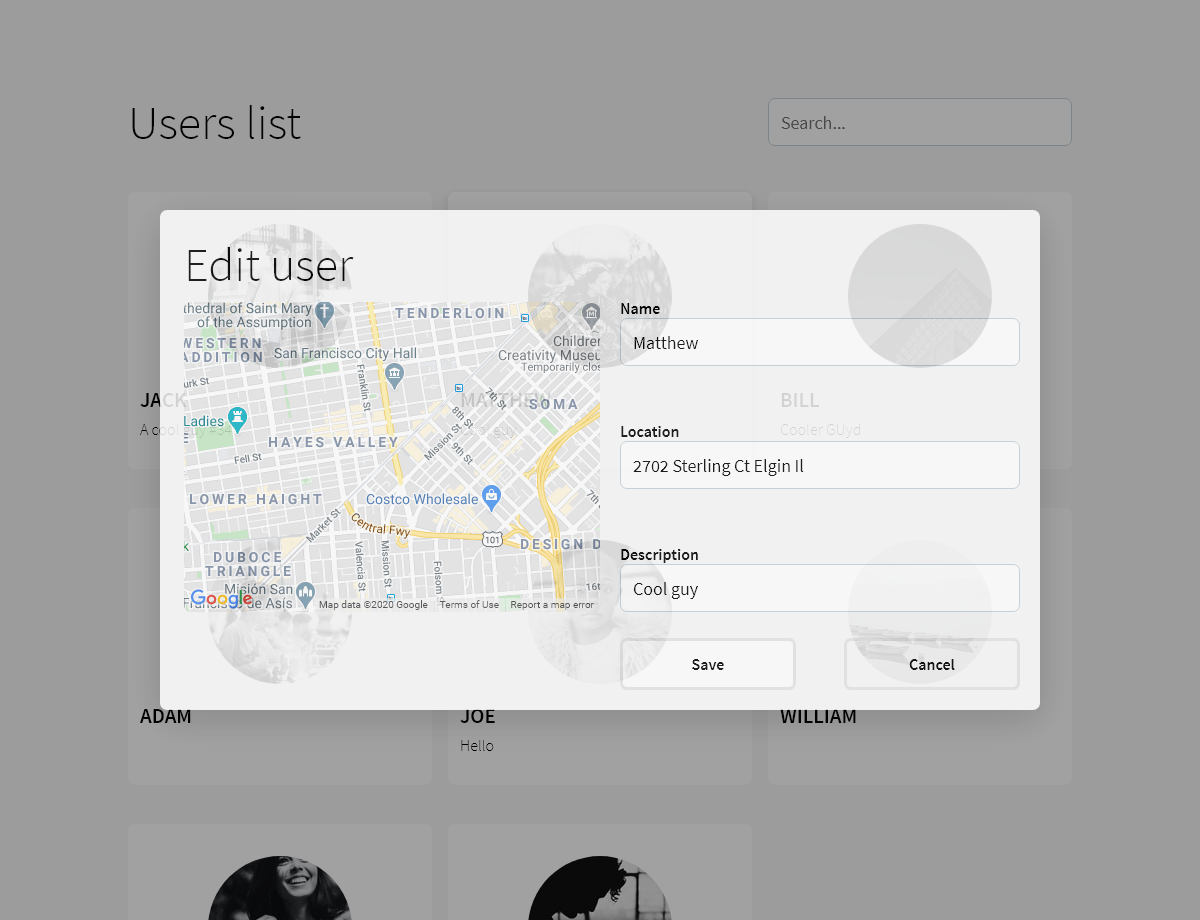 Users list
Search...
Edit user
thedral of Saint Mary
of the Assumption
TENDERLOIN
WESTERN
ADDITION
San Francisco City Hall
Children
Creativity Museu
Temporarily clos
urk St
Franklin St
7th St
SOMA
Ladies
8th St
Mission St
9th St
HAYES VALLEY
Fell St
LOWER HAIGHT
Costco Wholesale
7th
Market St
Central Fwy
101
DESIGN D
DUBOCE
TRIANGLE
Valencia St
Mission St
Folsom
16t
Misión San
Francisco de Asís
Google
Map data ©2020 Google
Terms of Use
Report a map error
Name
Matthew
Location
2702 Sterling Ct Elgin Il
Description
Cool guy
Save
Cancel
JACK
A cool guy #34
MATTHEW
Cool guy
BILL
Cooler GUyd
ADAM
JOE
Hello
WILLIAM